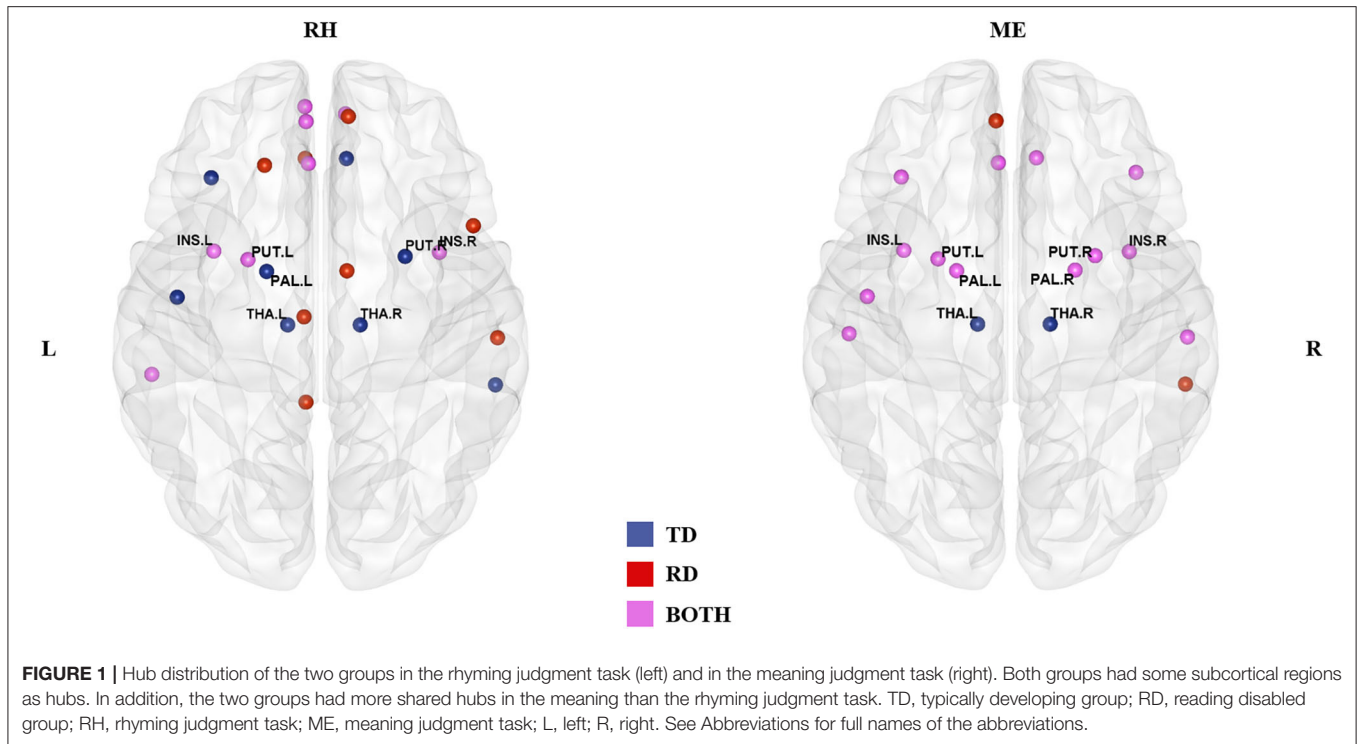 RH
ME
INS.L
PUT.L
PAL.L
THA.L
PUT.R
INS.R
THA.R
INS.L
PUT.L
PAL.L
THA.L
PUT.R
INS.R
PAL.R
THA.R
L
R
TD
RD
BOTH
FIGURE 1 | Hub distribution of the two groups in the rhyming judgment task (left) and in the meaning judgment task (right). Both groups had some subcortical regions
as hubs. In addition, the two groups had more shared hubs in the meaning than the rhyming judgment task. TD, typically developing group; RD, reading disabled
group; RH, rhyming judgment task; ME, meaning judgment task; L, left; R, right. See Abbreviations for full names of the abbreviations.